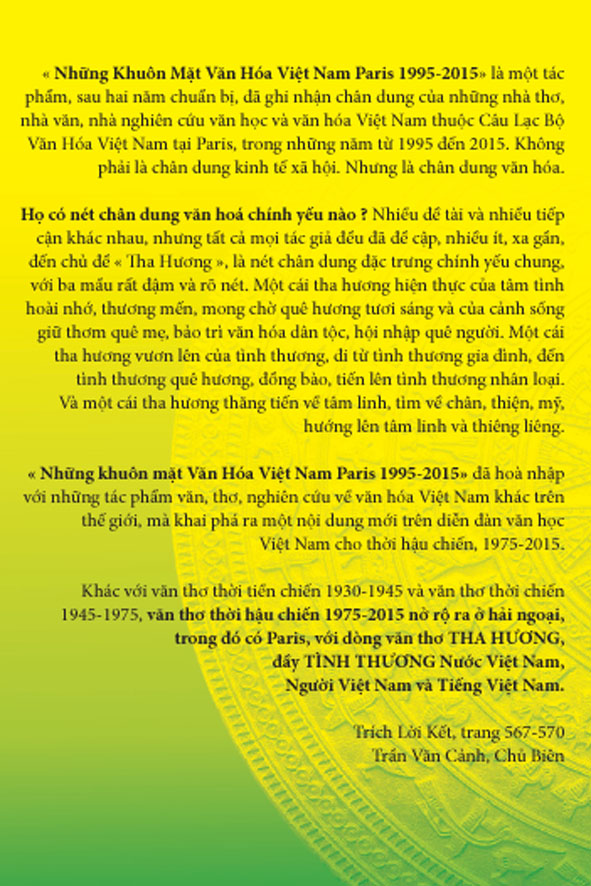 « Những Khuôn Mặt Văn Hóa Việt Nam Paris 1995-2015» là một tác
phẩm, sau hai năm chuẩn bị, đã ghi nhận chân dung của những nhà thơ,
nhà văn, nhà nghiên cứu văn học và văn hóa Việt Nam thuộc Câu Lạc Bộ
Văn Hóa Việt Nam tại Paris, trong những năm từ 1995 đến 2015. Không
phải là chân dung kinh tế xã hội. Nhưng là chân dung văn hóa.
Họ có nét chân dung văn hoá chính yếu nào ? Nhiều đề tài và nhiều tiếp
cận khác nhau, nhưng tất cả mọi tác giả đều đã đề cập, nhiều ít, xa gần,
đến chủ đề « Tha Hương », là nét chân dung đặc trưng chính yếu chung,
với ba mẫu rất đậm và rõ nét. Một cái tha hương hiện thực của tâm tình
hoài nhớ, thương mến, mong chờ quê hương tươi sáng và của cảnh sống
giữ thơm quê mẹ, bảo trì văn hóa dân tộc, hội nhập quê người. Một cái
tha hương vươn lên của tình thương, đi từ tình thương gia đình, đến
tình thương quê hương, đồng bào, tiến lên tình thương nhân loại.
Và một cái tha hương thăng tiến về tâm linh, tìm về chân, thiện, mỹ,
hướng lên tâm linh và thiêng liêng.
« Những khuôn mặt Văn Hóa Việt Nam Paris 1995-2015» đã hoà nhập
với những tác phẩm văn, thơ, nghiên cứu về văn hóa Việt Nam khác trên
thế giới, mà khai phá ra một nội dung mới trên diễn đàn văn học
Việt Nam cho thời hậu chiến, 1975-2015.
Khác với văn thơ thời tiền chiến 1930-1945 và văn thơ thời chiến
1945-1975, văn thơ thời hậu chiến 1975-2015 nở rộ ra ở hải ngoại,
trong đó có Paris, với dòng văn thơ THA HƯƠNG,
đầy TÌNH THƯƠNG Nước Việt Nam,
Người Việt Nam và Tiếng Việt Nam.
Trích Lời Kết, trang 567-570
Trần Văn Cảnh, Chủ Biên